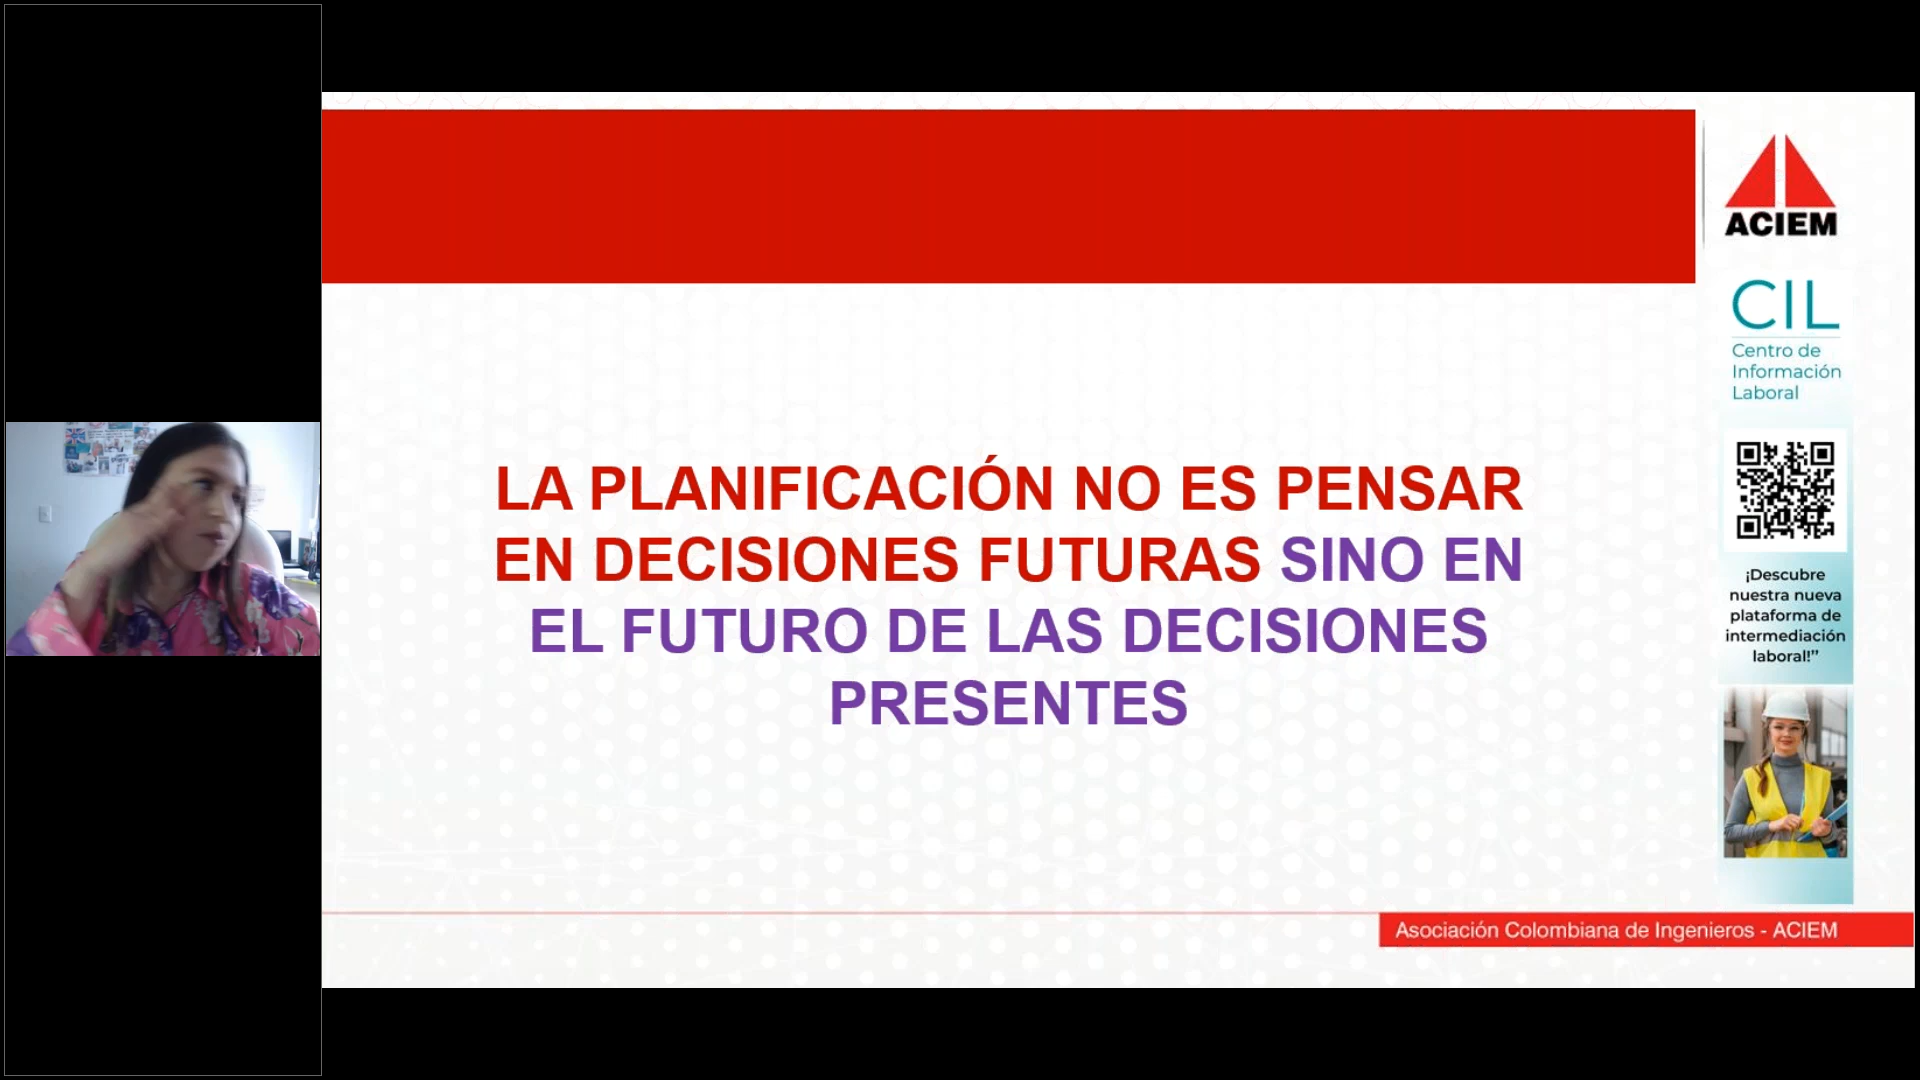 LA PLANIFICACIÓN NO ES PENSAR
EN DECISIONES FUTURAS SINO EN
EL FUTURO DE LAS DECISIONES
PRESENTES
ACIEM
CIL
Centro de
Información
Laboral
¡Descubre
nuestra nueva
plataforma de
intermediación
laboral!”
Asociación Colombiana de Ingenieros - ACIEM